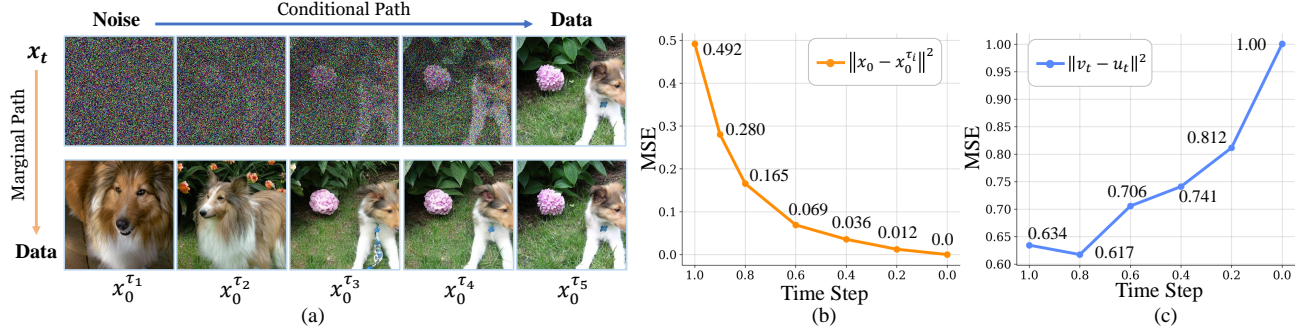 Conditional Path
Noise
Data
x_t
Marginal Path
Data
x_0^{τ_1}
x_0^{τ_2}
x_0^{τ_3}
x_0^{τ_4}
x_0^{τ_5}
(a)
MSE
0.5
0.4
0.3
0.2
0.1
0.0
0.492
0.280
0.165
0.069
0.036
0.012
0.0
‖x_0 − x_0^{τ_i}‖^2
1.0
0.8
0.6
0.4
0.2
0.0
Time Step
(b)
MSE
1.00
0.95
0.90
0.85
0.80
0.75
0.70
0.65
0.60
‖v_t − u_t‖^2
1.00
0.812
0.706
0.741
0.634
0.617
1.0
0.8
0.6
0.4
0.2
0.0
Time Step
(c)